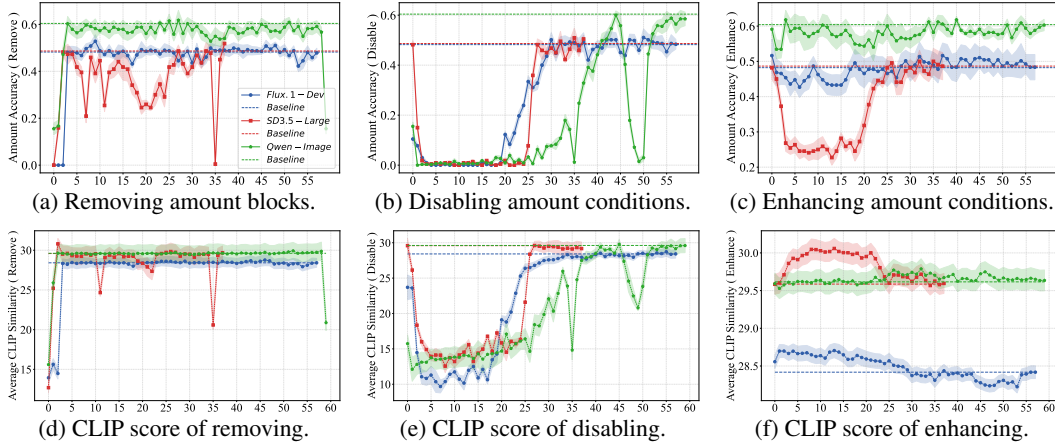 Amount Accuracy ( Remove )
0.6
0.4
0.2
0.0
0 5 10 15 20 25 30 35 40 45 50 55
Flux.1-Dev
Baseline
SD3.5-Large
Baseline
Qwen-Image
Baseline
(a) Removing amount blocks.
Amount Accuracy ( Disable )
0.6
0.4
0.2
0.0
0 5 10 15 20 25 30 35 40 45 50 55 60
(b) Disabling amount conditions.
Amount Accuracy ( Enhance )
0.6
0.5
0.4
0.3
0.2
0 5 10 15 20 25 30 35 40 45 50 55
(c) Enhancing amount conditions.
Average CLIP Similarity ( Remove )
30
25
20
15
0 5 10 15 20 25 30 35 40 45 50 55 60
(d) CLIP score of removing.
Average CLIP Similarity ( Disable )
30
25
20
15
10
0 5 10 15 20 25 30 35 40 45 50 55 60
(e) CLIP score of disabling.
Average CLIP Similarity ( Enhance )
30.0
29.5
29.0
28.5
0 5 10 15 20 25 30 35 40 45 50 55
(f) CLIP score of enhancing.